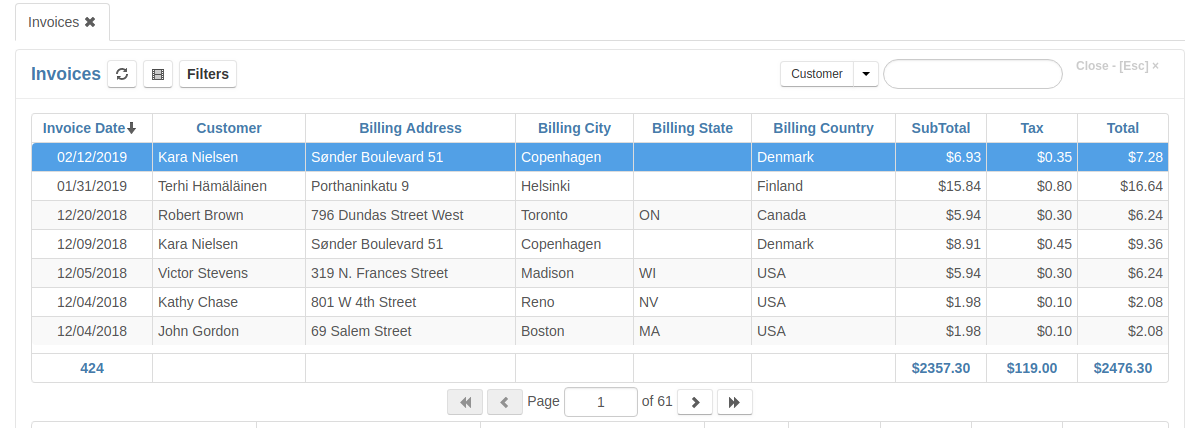 Invoices ✖
Invoices Filters Customer Close - [Esc] ×
Invoice Date Customer Billing Address Billing City Billing State Billing Country SubTotal Tax Total
02/12/2019 Kara Nielsen Sønder Boulevard 51 Copenhagen Denmark $6.93 $0.35 $7.28
01/31/2019 Terhi Hämäläinen Porthaninkatu 9 Helsinki Finland $15.84 $0.80 $16.64
12/20/2018 Robert Brown 796 Dundas Street West Toronto ON Canada $5.94 $0.30 $6.24
12/09/2018 Kara Nielsen Sønder Boulevard 51 Copenhagen Denmark $8.91 $0.45 $9.36
12/05/2018 Victor Stevens 319 N. Frances Street Madison WI USA $5.94 $0.30 $6.24
12/04/2018 Kathy Chase 801 W 4th Street Reno NV USA $1.98 $0.10 $2.08
12/04/2018 John Gordon 69 Salem Street Boston MA USA $1.98 $0.10 $2.08
424 $2357.30 $119.00 $2476.30
Page 1 of 61